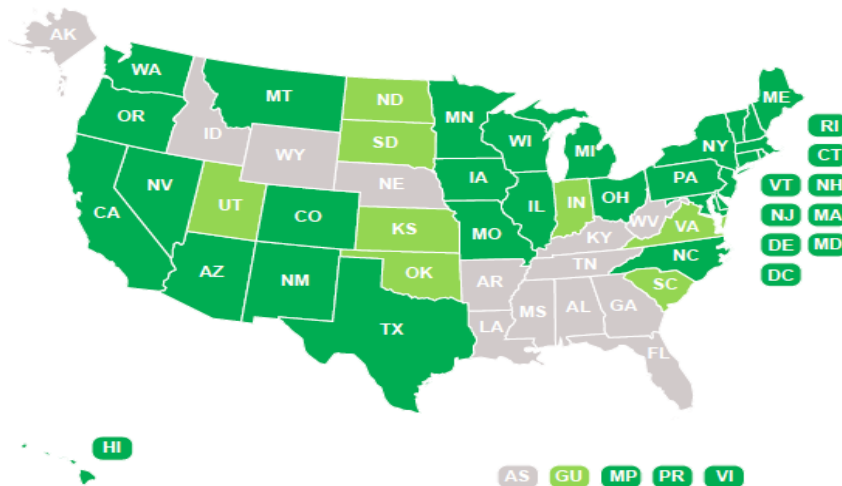 AK
WA
ME
MT
ND
MN
OR
RI
ID
SD
WI
MI
NY
WY
CT
IA
PA
NE
NV
OH
VT NH
UT
IL
IN
CA
CO
WV
NJ MA
VA
KS
MO
KY
DE MD
NC
TN
AZ
NM
OK
DC
AR
SC
MS
AL
GA
TX
LA
FL
HI
AS GU MP PR VI